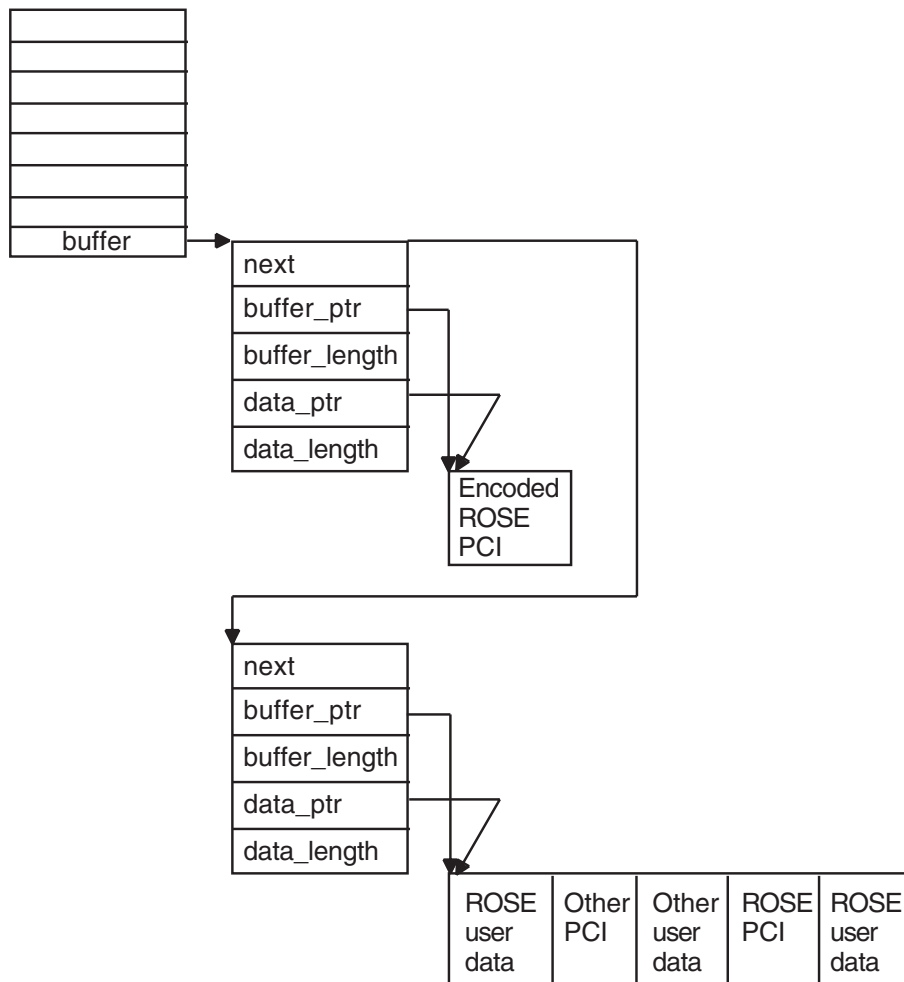 buffer
next
buffer_ptr
buffer_length
data_ptr
data_length
Encoded
ROSE
PCI
next
buffer_ptr
buffer_length
data_ptr
data_length
ROSE
user
data
Other
PCI
Other
user
data
ROSE
PCI
ROSE
user
data